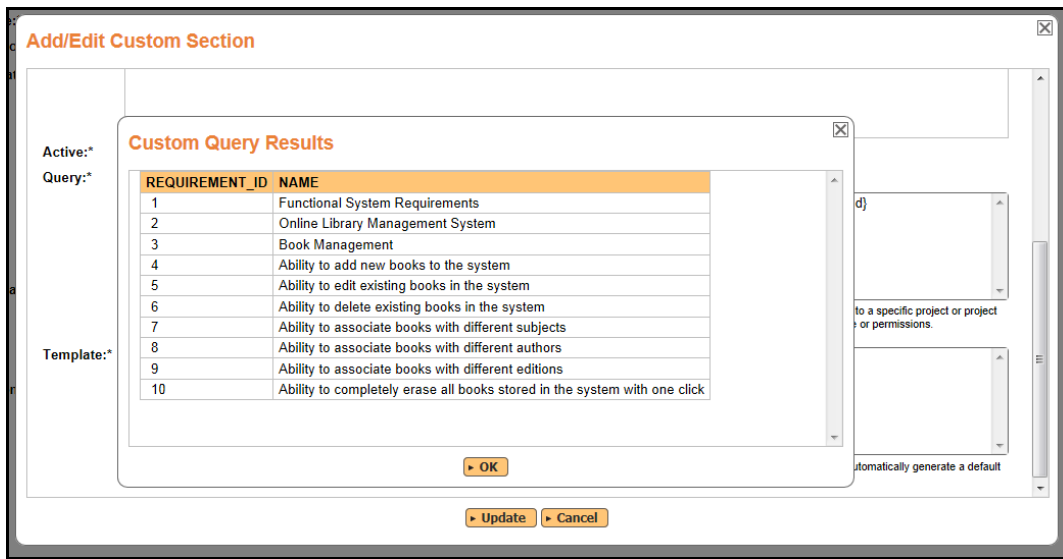 Add/Edit Custom Section
Active:*
Query:*
Template:*
Custom Query Results
REQUIREMENT_ID NAME
1 Functional System Requirements
2 Online Library Management System
3 Book Management
4 Ability to add new books to the system
5 Ability to edit existing books in the system
6 Ability to delete existing books in the system
7 Ability to associate books with different subjects
8 Ability to associate books with different authors
9 Ability to associate books with different editions
10 Ability to completely erase all books stored in the system with one click
OK
d}
to a specific project or project
or permissions.
utomatically generate a default
Update Cancel